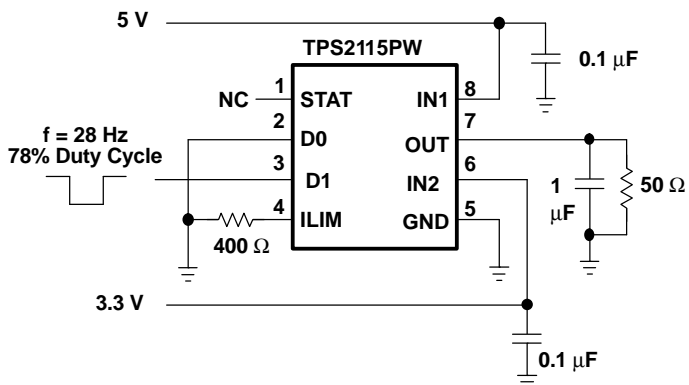 5 V
TPS2115PW
0.1 μF
NC
1
STAT
IN1
8
f = 28 Hz
78% Duty Cycle
2
D0
OUT
7
3
D1
IN2
6
1
μF
50 Ω
4
ILIM
GND
5
400 Ω
3.3 V
0.1 μF